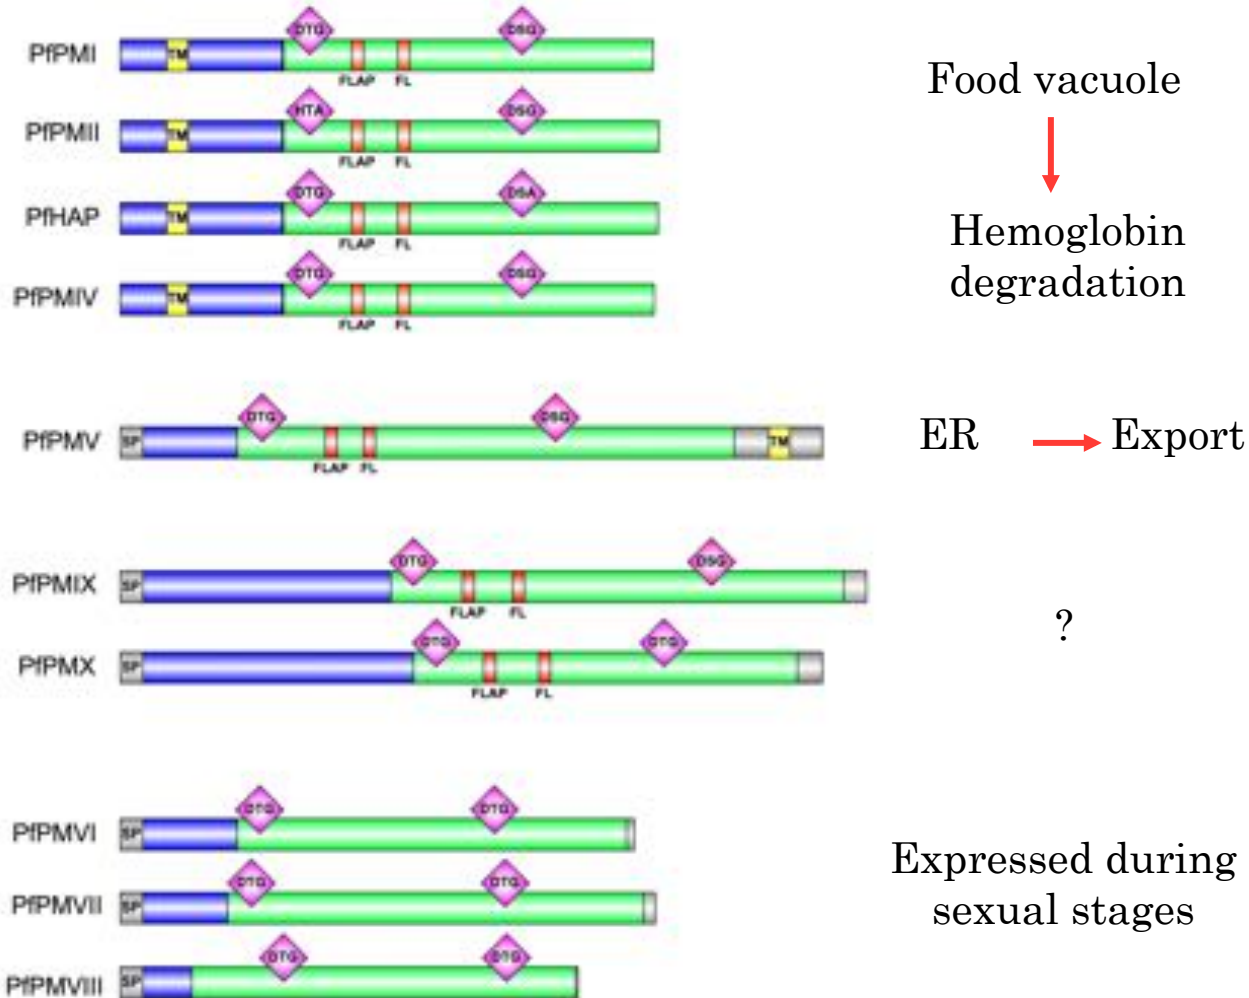 DTG DSG
PfPMI TM
FLAP FL
Food vacuole
HTA DSG
PfPMII TM
FLAP FL
DTG DSA
PfHAP TM
FLAP FL
Hemoglobin
degradation
DTG DSG
PfPMIV TM
FLAP FL
DTG DSG
PfPMV SP TM
FLAP FL
ER Export
DTG DSG
PfPMIX SP
FLAP FL
?
DTG DTG
PfPMX SP
FLAP FL
DTG DTG
PfPMVI SP
DTG DTG
PfPMVII SP
Expressed during
sexual stages
DTG DTG
PfPMVIII SP